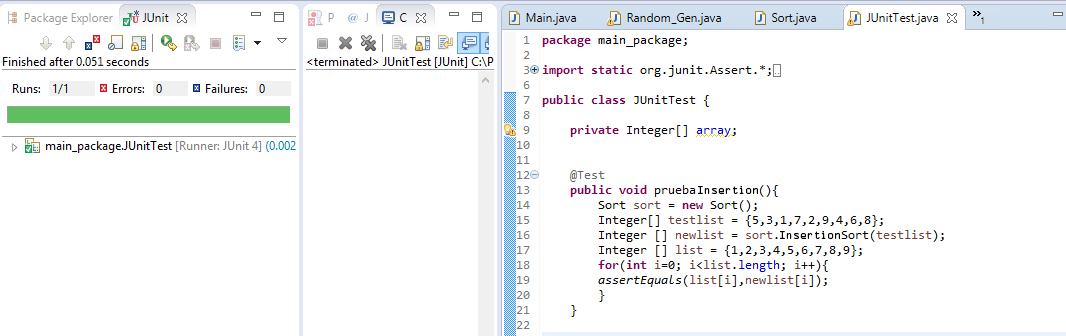 Package Explorer JUnit
Finished after 0.051 seconds
Runs: 1/1 Errors: 0 Failures: 0
main_package.JUnitTest [Runner: JUnit 4] (0.002
P @ J C
<terminated> JUnitTest [JUnit] C:\P
Main.java Random_Gen.java Sort.java JUnitTest.java »1
1 package main_package;
2
3 import static org.junit.Assert.*;
6
7 public class JUnitTest {
8
9 private Integer[] array;
10
11
12 @Test
13 public void pruebaInsertion(){
14 Sort sort = new Sort();
15 Integer[] testlist = {5,3,1,7,2,9,4,6,8};
16 Integer [] newlist = sort.InsertionSort(testlist);
17 Integer [] list = {1,2,3,4,5,6,7,8,9};
18 for(int i=0; i<list.length; i++){
19 assertEquals(list[i],newlist[i]);
20 }
21 }
22